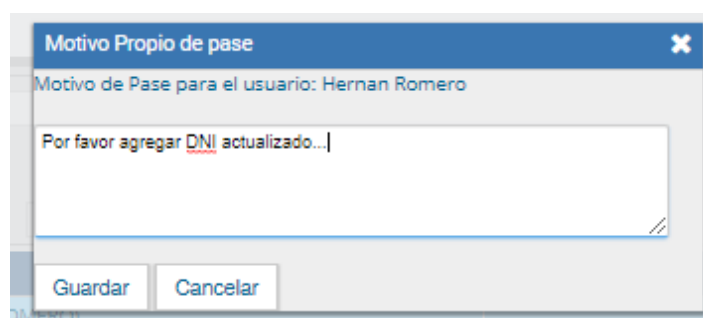 Motivo Propio de pase
Motivo de Pase para el usuario: Hernan Romero
Por favor agregar DNI actualizado...
Guardar Cancelar